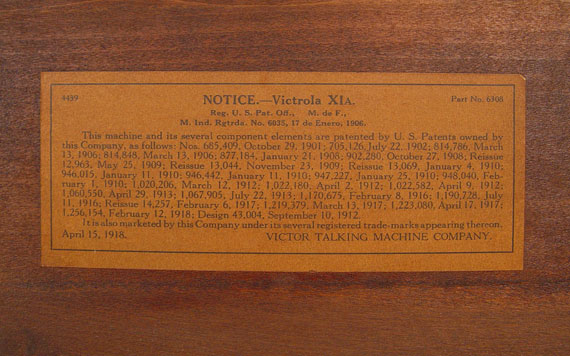 4439 NOTICE.—Victrola XIA. Part No. 6308
Reg. U. S. Pat. Off., M. de F.,
M. Ind. Rgtrda. No. 6035, 17 de Enero, 1906.
This machine and its several component elements are patented by U. S. Patents owned by
this Company, as follows: Nos. 685,409, October 29, 1901; 705,126, July 22, 1902; 814,786, March
13, 1906; 814,848, March 13, 1906; 877,184, January 21, 1908; 902,280, October 27, 1908; Reissue
12,963, May 25, 1909; Reissue 13,044, November 23, 1909; Reissue 13,069, January 4, 1910;
946,015, January 11, 1910; 946,442, January 11, 1910; 947,227, January 25, 1910; 948,040, Feb-
ruary 1, 1910; 1,020,206, March 12, 1912; 1,022,180, April 2, 1912; 1,022,582, April 9, 1912;
1,060,550, April 29, 1913; 1,067,905, July 22, 1913; 1,170,675, February 8, 1916; 1,190,728, July
11, 1916; Reissue 14,257, February 6, 1917; 1,219,379, March 13, 1917; 1,223,080, April 17, 1917;
1,256,154, February 12, 1918; Design 43,004, September 10, 1912.
It is also marketed by this Company under its several registered trade-marks appearing thereon.
April 15, 1918. VICTOR TALKING MACHINE COMPANY.